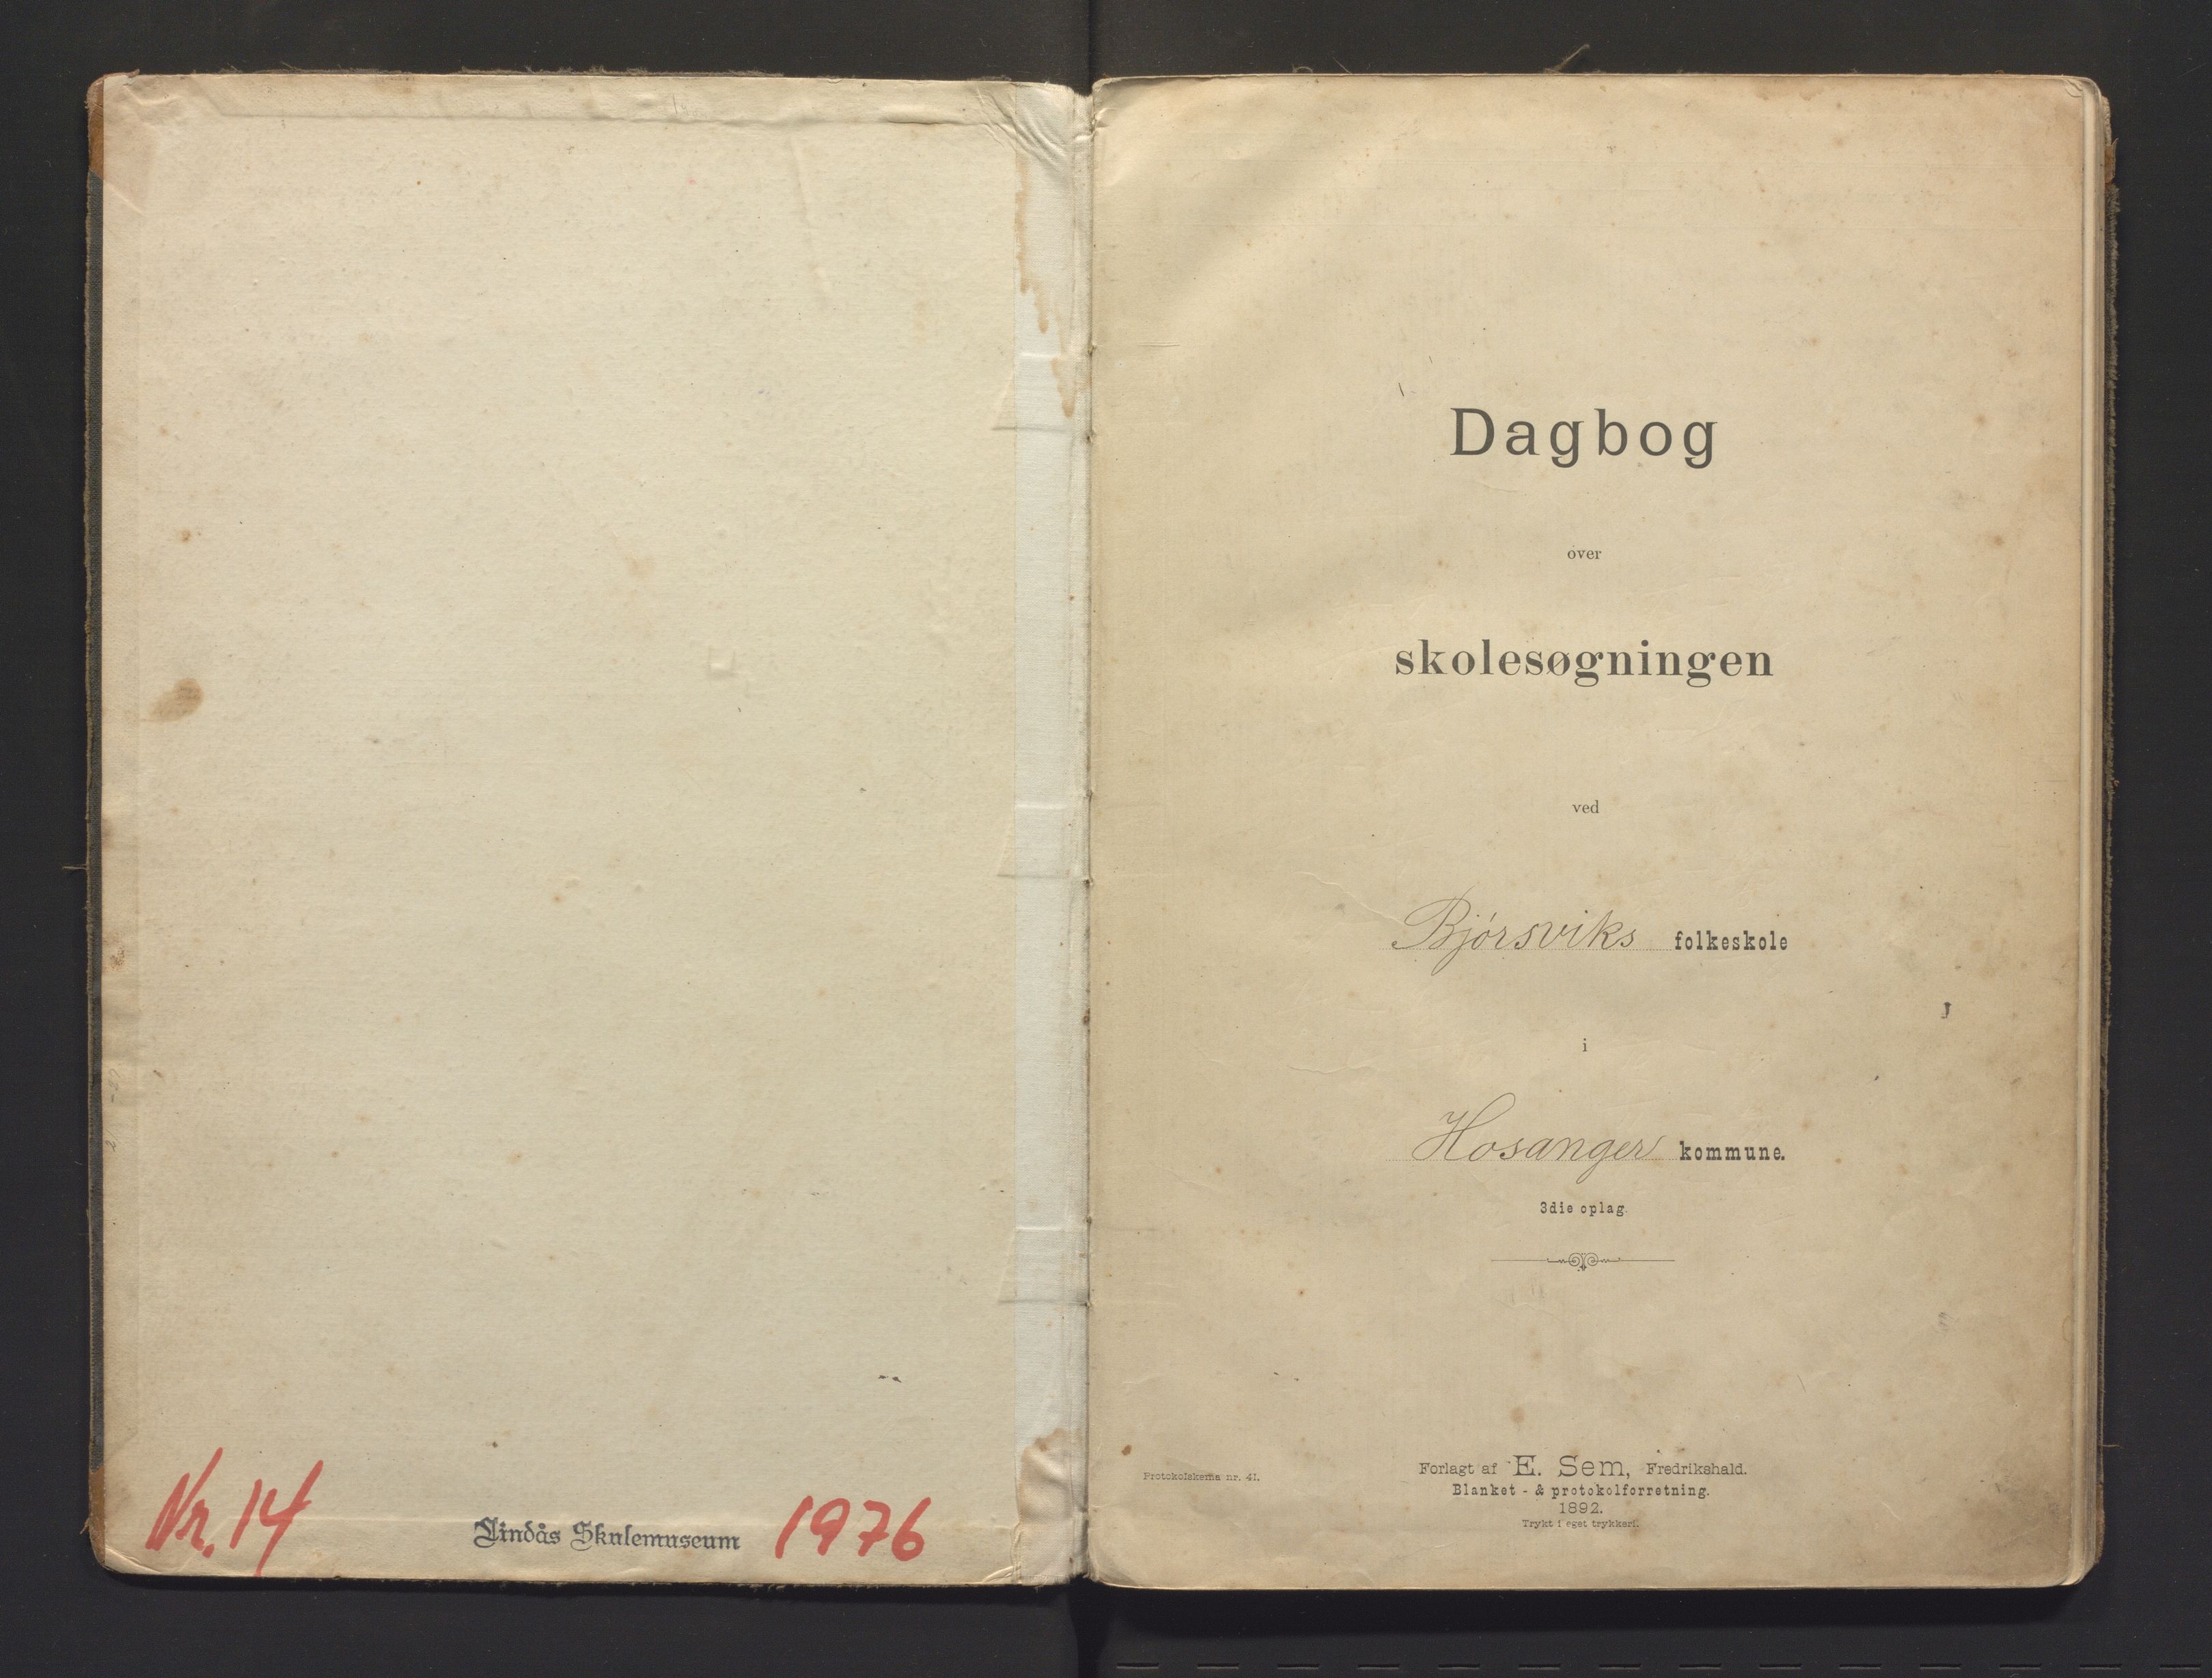 Nr. 14
Lindås Skulemuseum
1976
Dagbog
over
skolesøgningen
ved
Bjørsviks folkeskole
i
Hosanger kommune.
3die oplag.
Protokolskema nr. 41.
Forlagt af E. Sem, Fredrikshald.
Blanket - & protokolforretning.
1892.
Trykt i eget trykkeri.